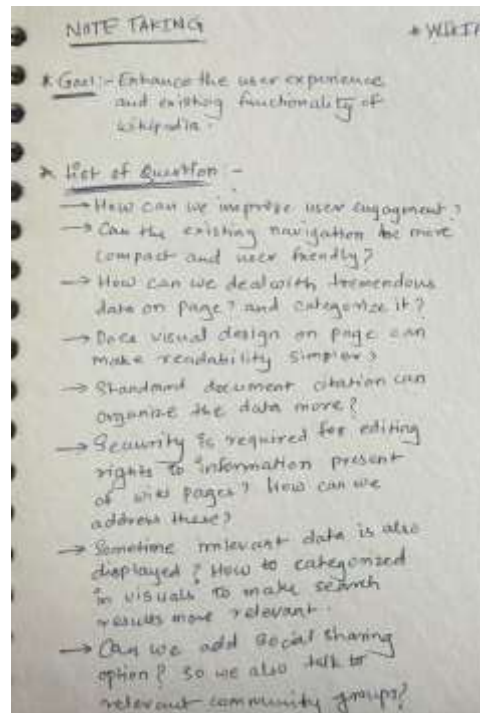 NOTE TAKING
* WIKIP
* Goal:- Enhance the user experience
and existing functionality of
wikipedia.
* List of Question :-
→ How can we improve user engagement?
→ Can the existing navigation be more
compact and user friendly?
→ How can we deal with tremendous
data on page? and categorize it?
→ Does visual design on page can
make readability simpler?
→ Standard document citation can
organize the data more?
→ Security is required for editing
rights to information present
of wiki pages? How can we
address these?
→ Sometime irrelevant data is also
displayed? How to categorized
in visuals to make search
results more relevant.
→ Can we add social sharing
option? So we also talk to
relevant community groups?